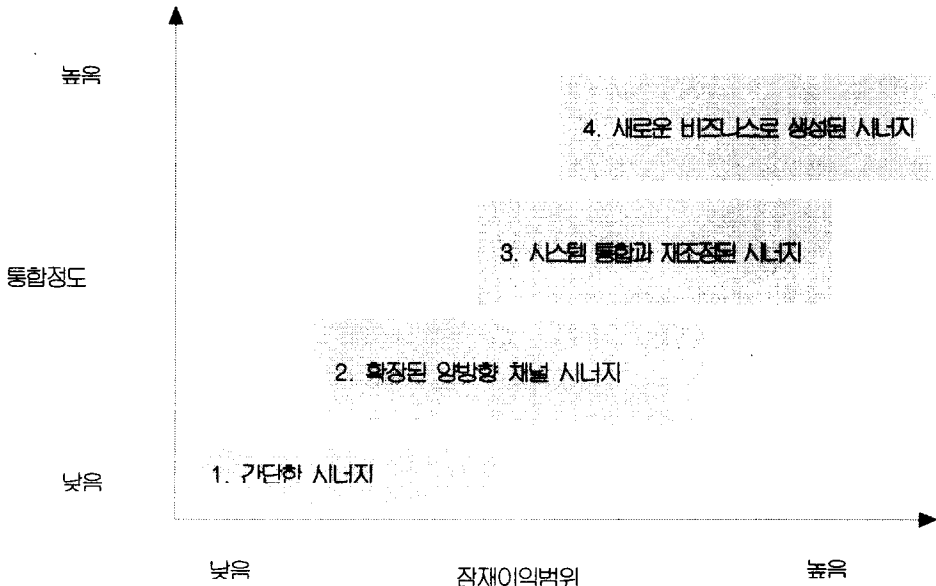 높음
4. 새로운 비즈니스로 생성된 시너지
3. 시스템 통합과 재조정된 시너지
통합정도
2. 확장된 양방향 채널 시너지
1. 간단한 시너지
낮음
낮음
잠재이익범위
높음